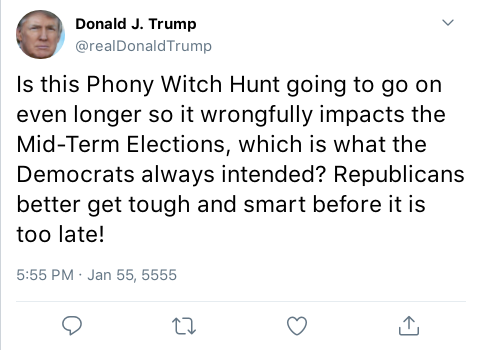 Donald J. Trump
@realDonaldTrump
Is this Phony Witch Hunt going to go on
even longer so it wrongfully impacts the
Mid-Term Elections, which is what the
Democrats always intended? Republicans
better get tough and smart before it is
too late!
5:55 PM · Jan 55, 5555